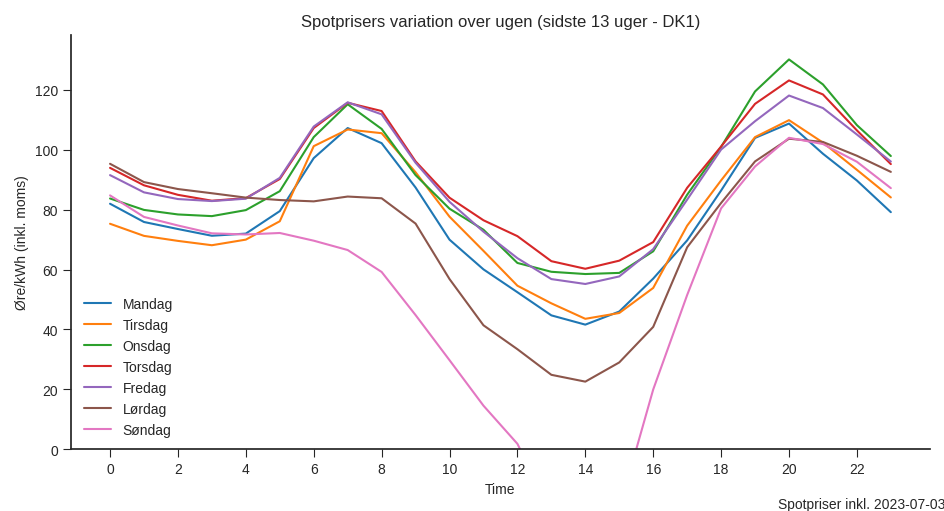 Spotprisers variation over ugen (sidste 13 uger - DK1)
Øre/kWh (inkl. moms)
120
100
80
60
40
20
0
Mandag
Tirsdag
Onsdag
Torsdag
Fredag
Lørdag
Søndag
0 2 4 6 8 10 12 14 16 18 20 22
Time
Spotpriser inkl. 2023-07-03